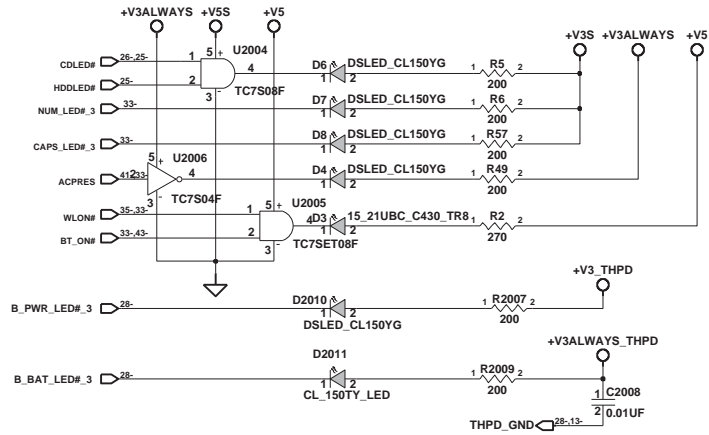 +V3ALWAYS +V5S +V5
+V3S +V3ALWAYS +V5
CDLED# 26-,25- 1 5 + U2004 4 D6 DSLED_CL150YG 1 2 1 R5 2 200
HDDLED# 25- 2 3 - TC7S08F
NUM_LED#_3 33- D7 DSLED_CL150YG 1 2 1 R6 2 200
CAPS_LED#_3 33- D8 DSLED_CL150YG 1 2 1 R57 2 200
ACPRES 2 5 + U2006 4 D4 DSLED_CL150YG 1 2 1 R49 2 200
3 - TC7S04F
WLON# 35-,33- 1 5 + U2005 4 D3 15_21UBC_C430_TR8 1 2 1 R2 2 270
BT_ON# 33-,43- 2 3 - TC7SET08F
+V3_THPD
B_PWR_LED#_3 28- D2010 1 2 DSLED_CL150YG 1 R2007 2 200
+V3ALWAYS_THPD
B_BAT_LED#_3 28- D2011 1 2 CL_150TY_LED 1 R2009 2 200
1 C2008
2 0.01UF
THPD_GND 28-,13-